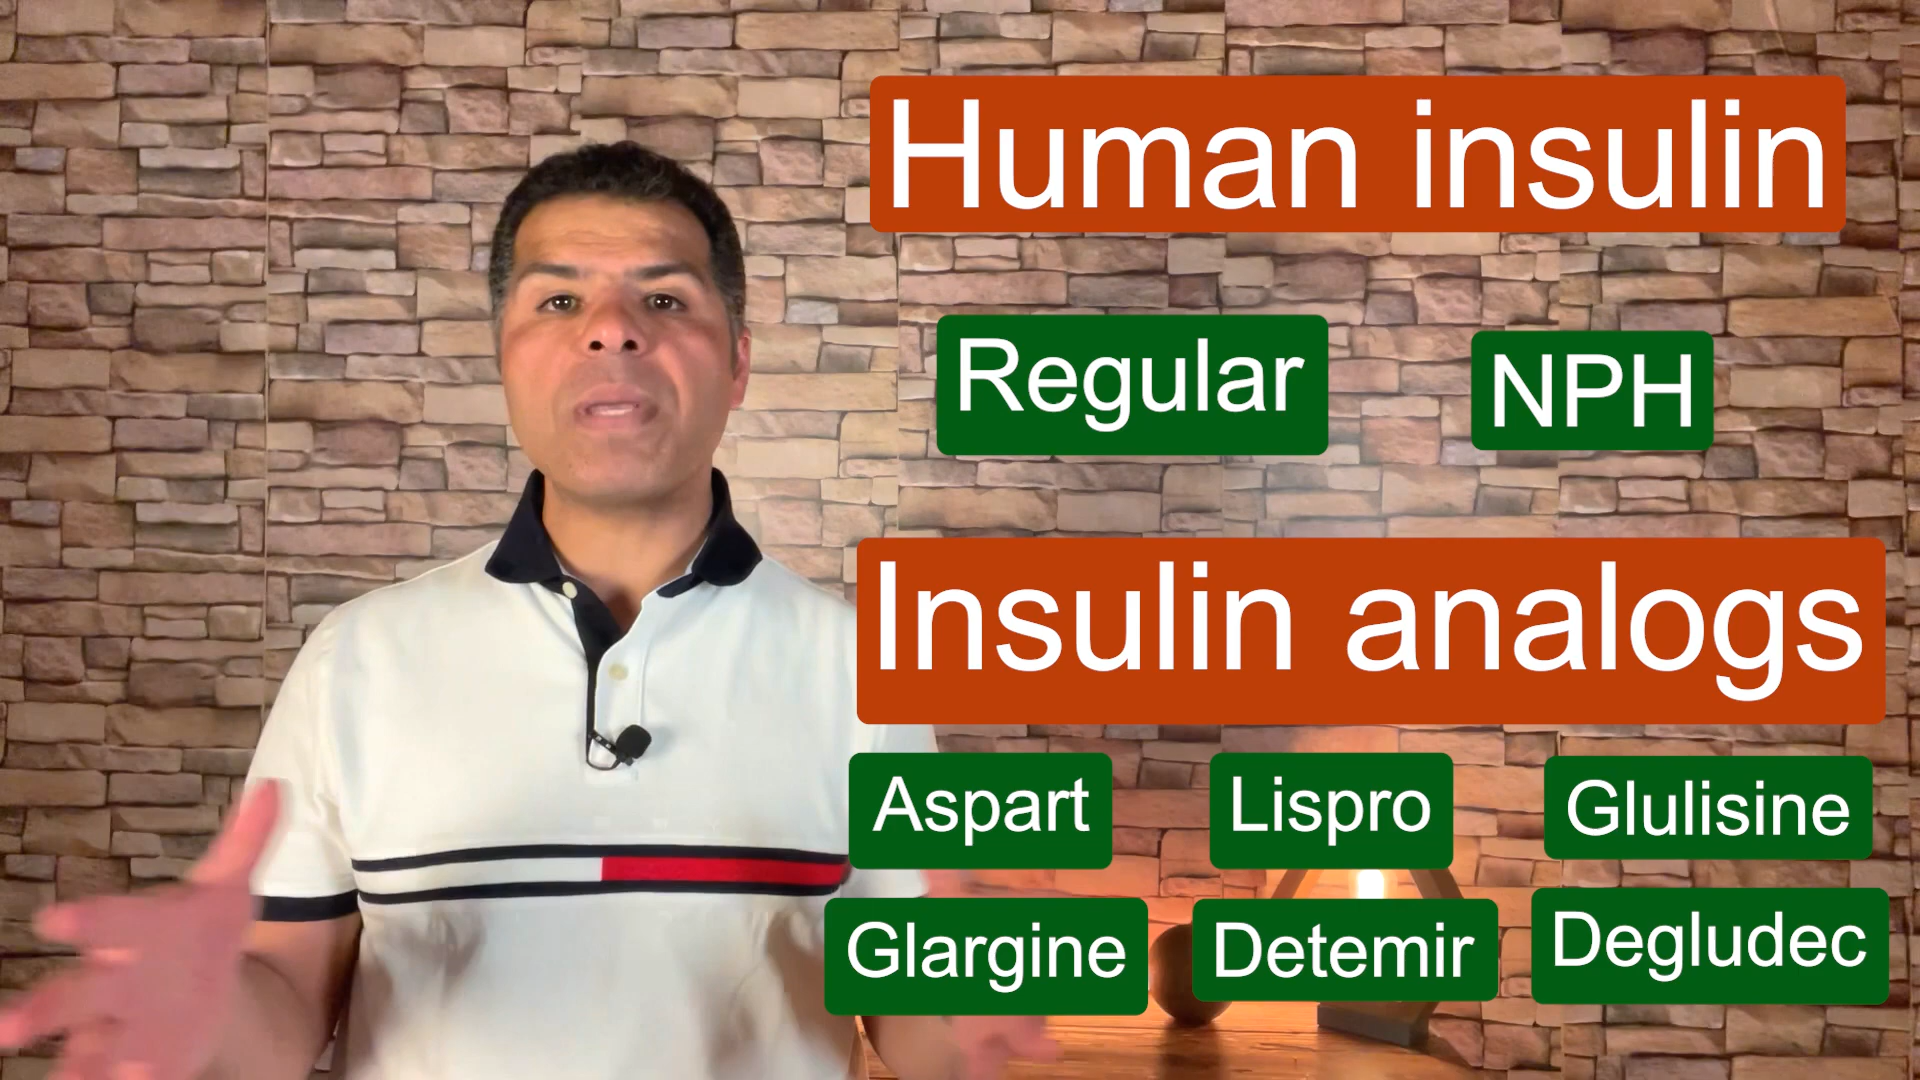 Human insulin
Regular NPH
Insulin analogs
Aspart Lispro Glulisine
Glargine Detemir Degludec